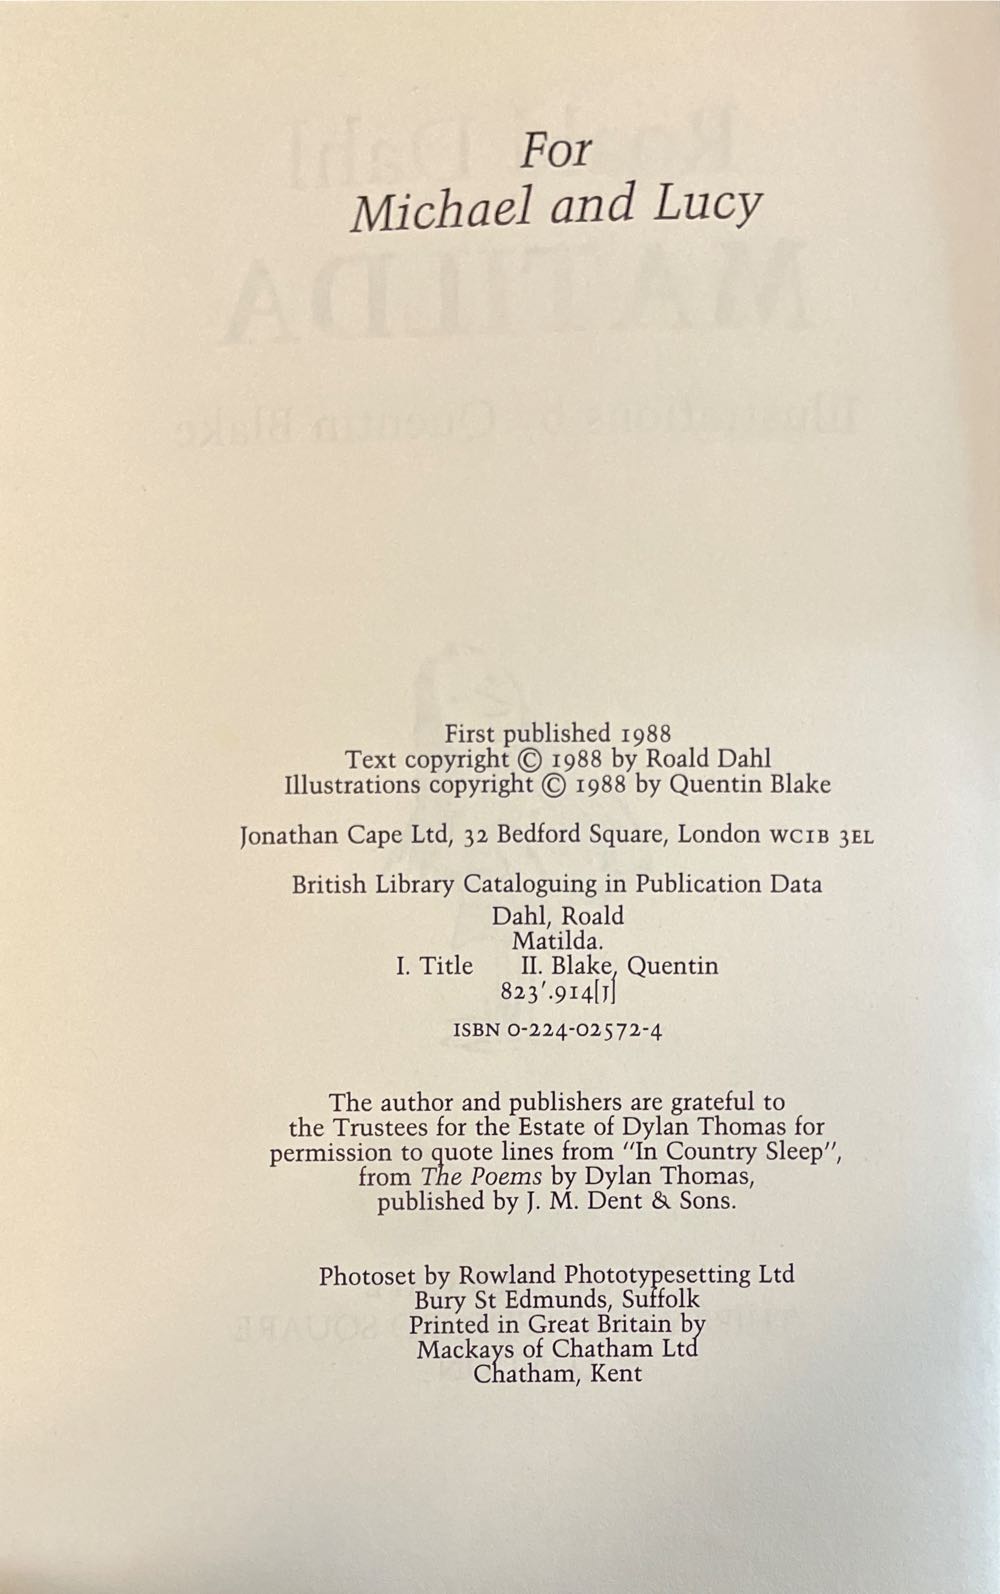 For
Michael and Lucy
First published 1988
Text copyright © 1988 by Roald Dahl
Illustrations copyright © 1988 by Quentin Blake
Jonathan Cape Ltd, 32 Bedford Square, London WC1B 3EL
British Library Cataloguing in Publication Data
Dahl, Roald
Matilda.
I. Title II. Blake, Quentin
823'.914[J]
ISBN 0-224-02572-4
The author and publishers are grateful to
the Trustees for the Estate of Dylan Thomas for
permission to quote lines from "In Country Sleep",
from The Poems by Dylan Thomas,
published by J. M. Dent & Sons.
Photoset by Rowland Phototypesetting Ltd
Bury St Edmunds, Suffolk
Printed in Great Britain by
Mackays of Chatham Ltd
Chatham, Kent